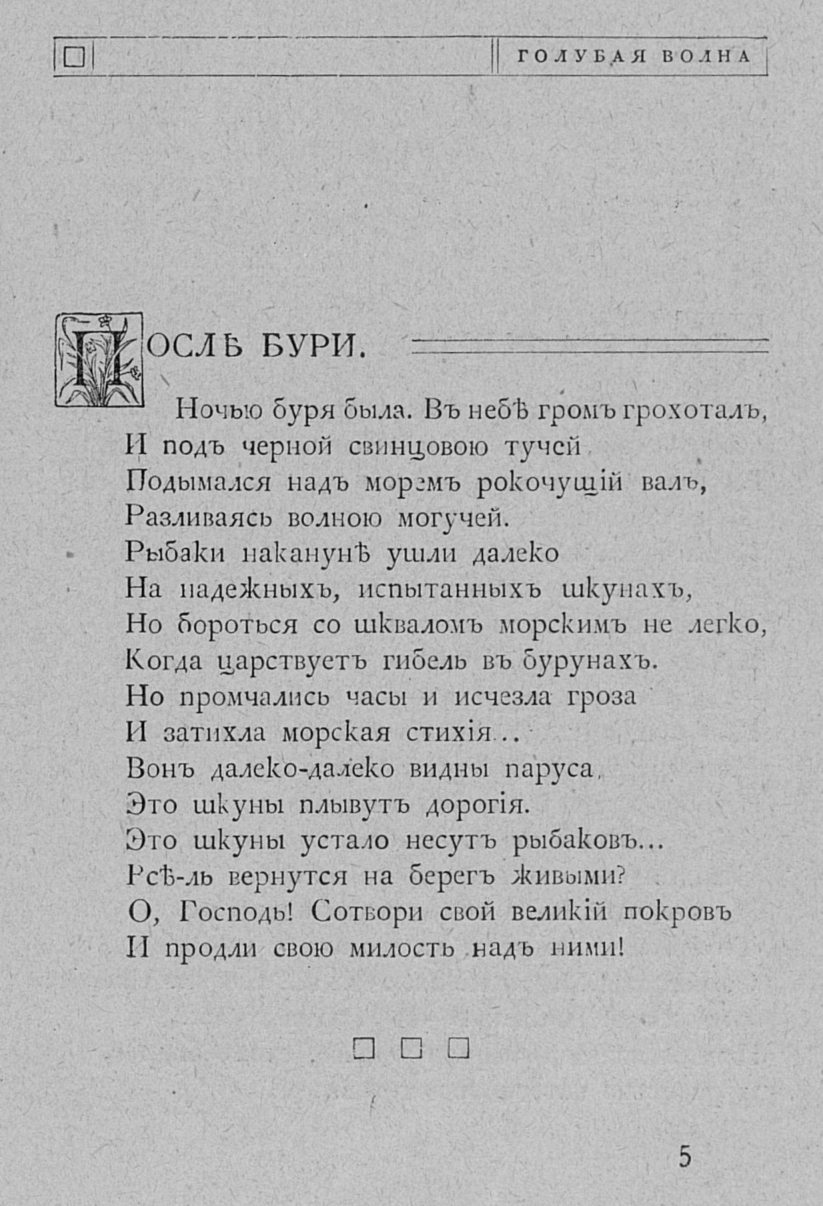 ГОЛУБАЯ ВОЛНА
ПОСЛѢ БУРИ.
Ночью буря была. Въ небѣ громъ грохоталъ,
И подъ черной свинцовою тучей
Подымался надъ моремъ рокочущій валъ,
Разливаясь волною могучей.
Рыбаки наканунѣ ушли далеко
На надежныхъ, испытанныхъ шкунахъ,
Но бороться со шкваломъ морскимъ не легко,
Когда царствуетъ гибель въ бурунахъ.
Но промчались часы и исчезла гроза
И затихла морская стихія...
Вонъ далеко-далеко видны паруса,
Это шкуны плывутъ дорогія.
Это шкуны устало несутъ рыбаковъ...
Всѣ-ль вернутся на берегъ живыми?
О, Господь! Сотвори свой великій покровъ
И продли свою милость надъ ними!
5